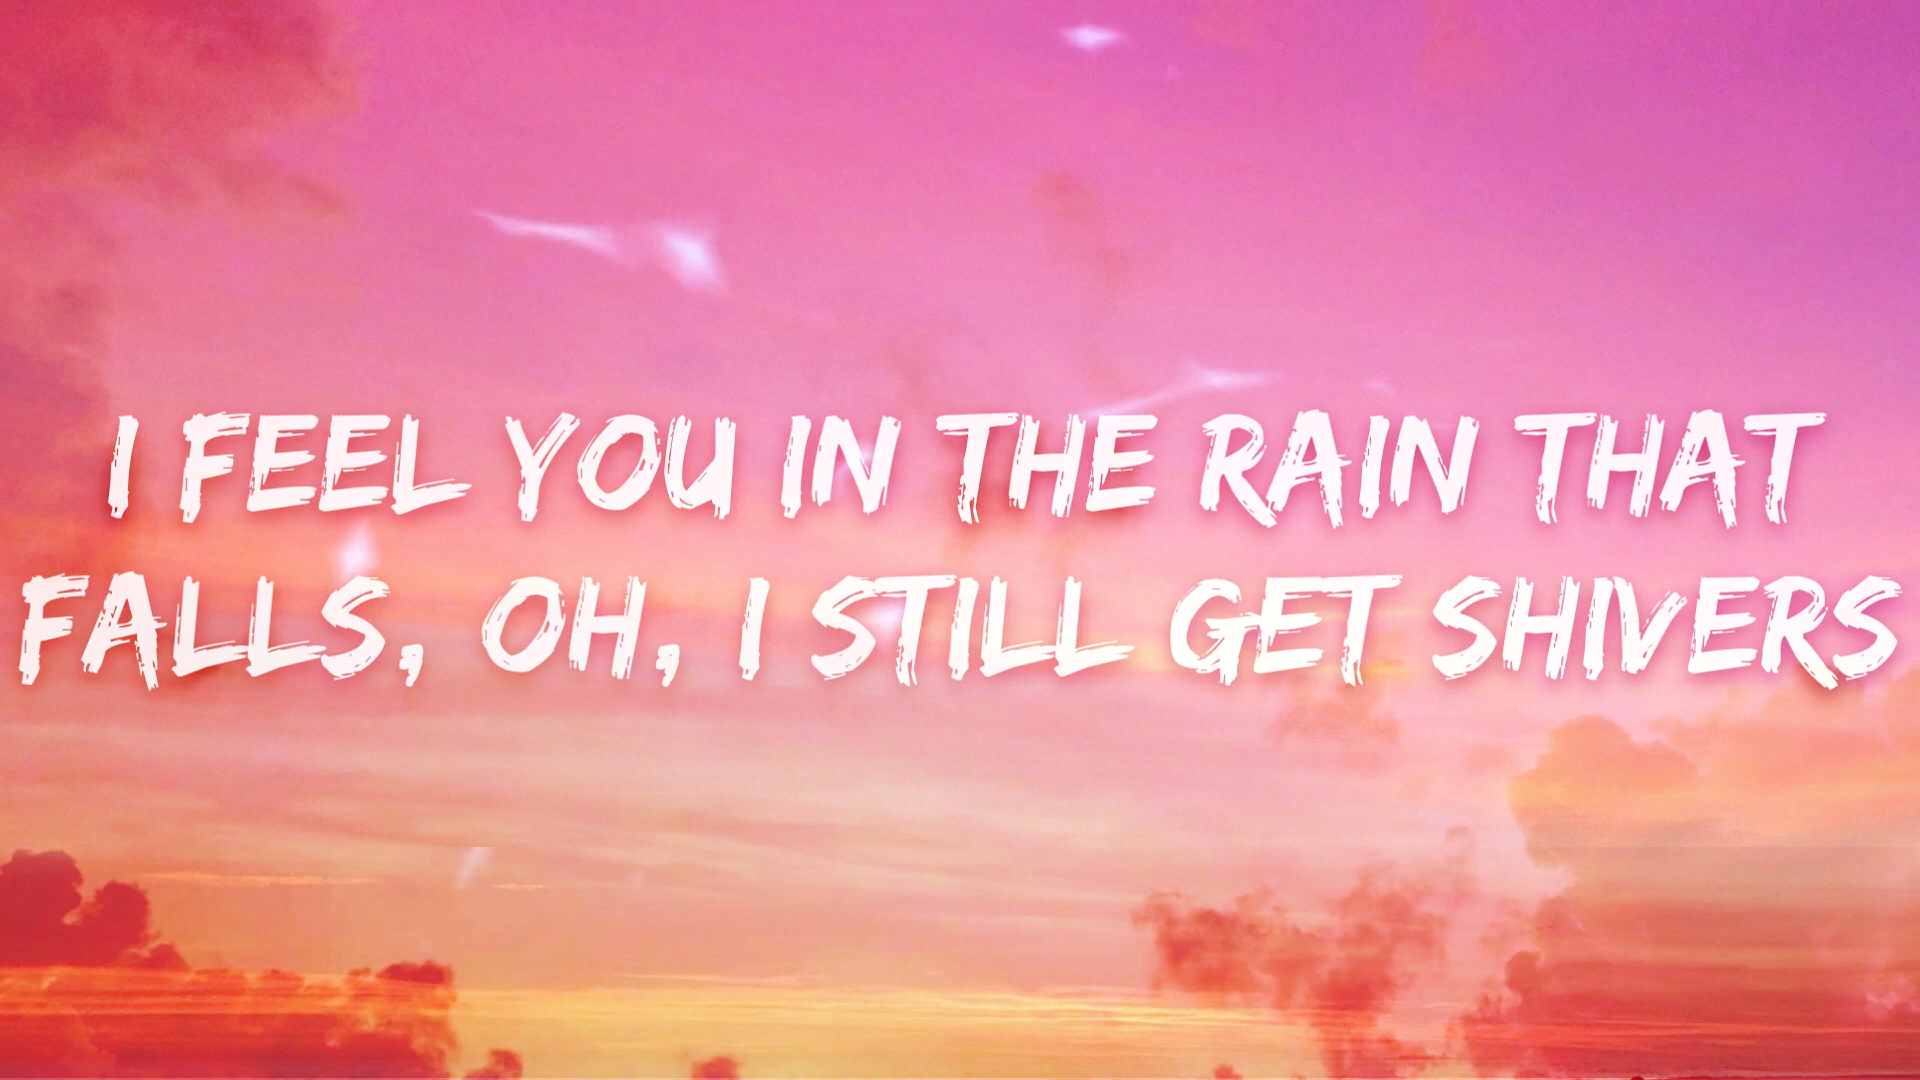 I FEEL YOU IN THE RAIN THAT
FALLS, OH, I STILL GET SHIVERS